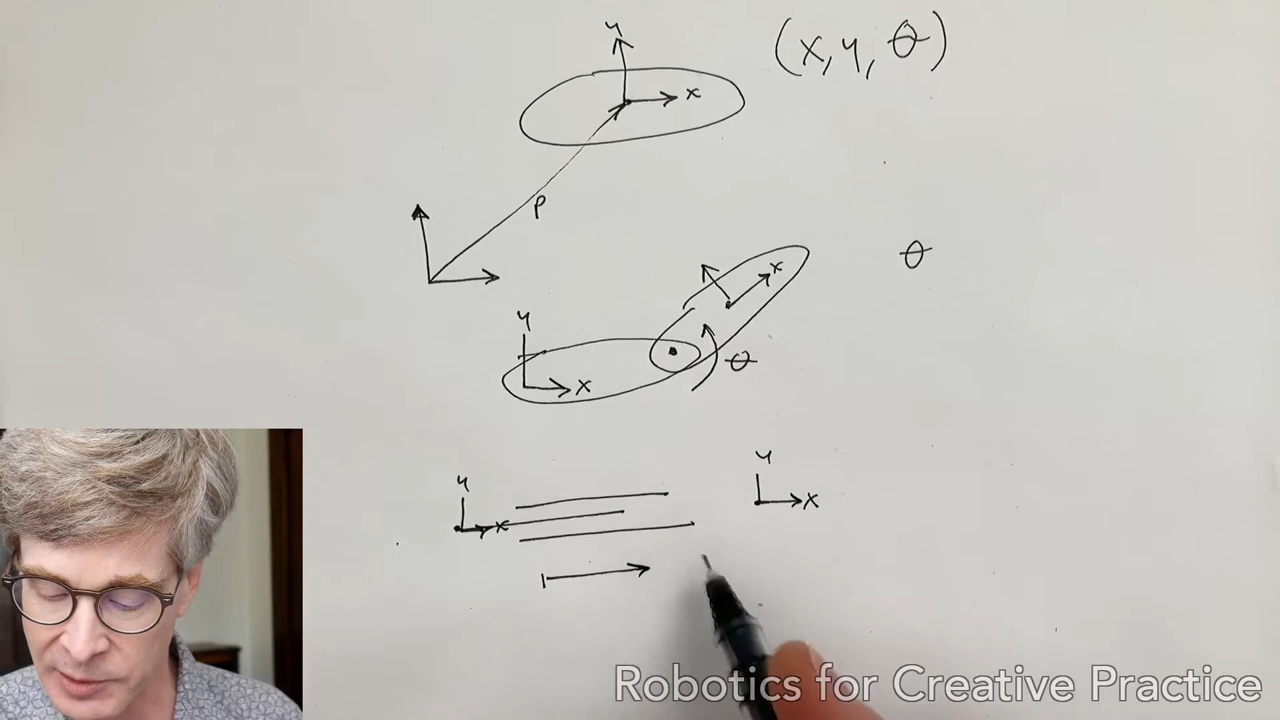 y
(x, y, θ)
x
p
x
θ
y
θ
x
y
x
y
x
Robotics for Creative Practice